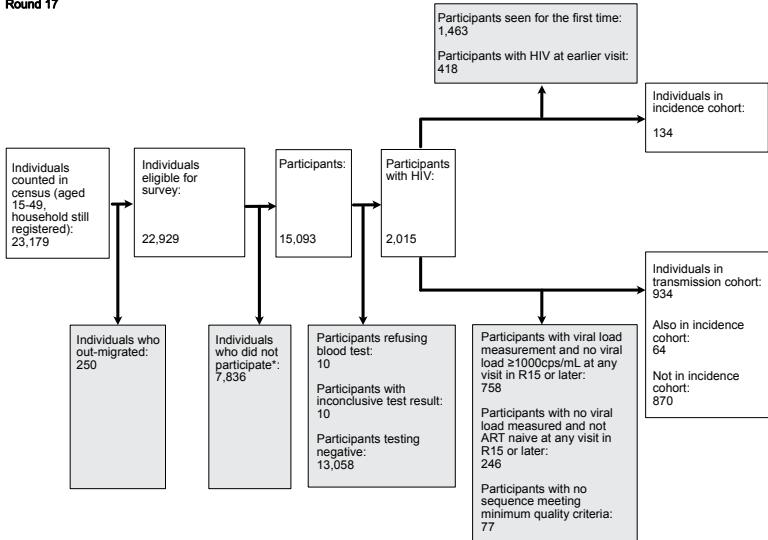 Round 17
Participants seen for the first time:
1,463
Participants with HIV at earlier visit:
418
Individuals in
incidence cohort:
134
Individuals
counted in
census (aged
15-49,
household still
registered):
23,179
Individuals
eligible for
survey:
22,929
Participants:
15,093
Participants
with HIV:
2,015
Individuals in
transmission cohort:
934
Also in incidence
cohort:
64
Not in incidence
cohort:
870
Individuals who
out-migrated:
250
Individuals
who did not
participate*:
7,836
Participants refusing
blood test:
10
Participants with
inconclusive test result:
10
Participants testing
negative:
13,058
Participants with viral load
measurement and no viral
load ≥1000cps/mL at any
visit in R15 or later:
758
Participants with no viral
load measured and not
ART naive at any visit in
R15 or later:
246
Participants with no
sequence meeting
minimum quality criteria:
77